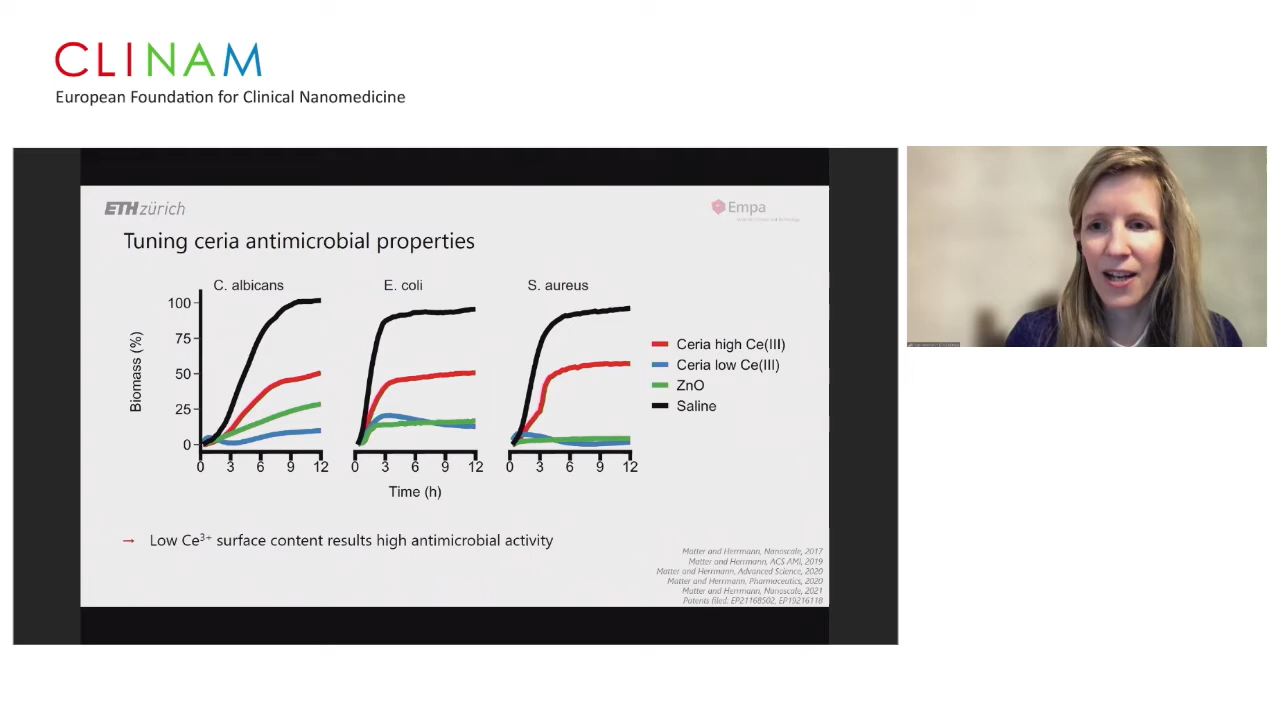 CLINAM
European Foundation for Clinical Nanomedicine
ETH zürich
Empa
Tuning ceria antimicrobial properties
C. albicans
E. coli
S. aureus
100
75
50
25
0
Biomass (%)
0 3 6 9 12
0 3 6 9 12
0 3 6 9 12
Time (h)
Ceria high Ce(III)
Ceria low Ce(III)
ZnO
Saline
→ Low Ce³⁺ surface content results high antimicrobial activity
Matter and Herrmann, Nanoscale, 2017
Matter and Herrmann, ACS AMI, 2019
Matter and Herrmann, Advanced Science, 2020
Matter and Herrmann, Pharmaceutics, 2020
Matter and Herrmann, Nanoscale, 2021
Patents filed: EP21168502, EP19216118